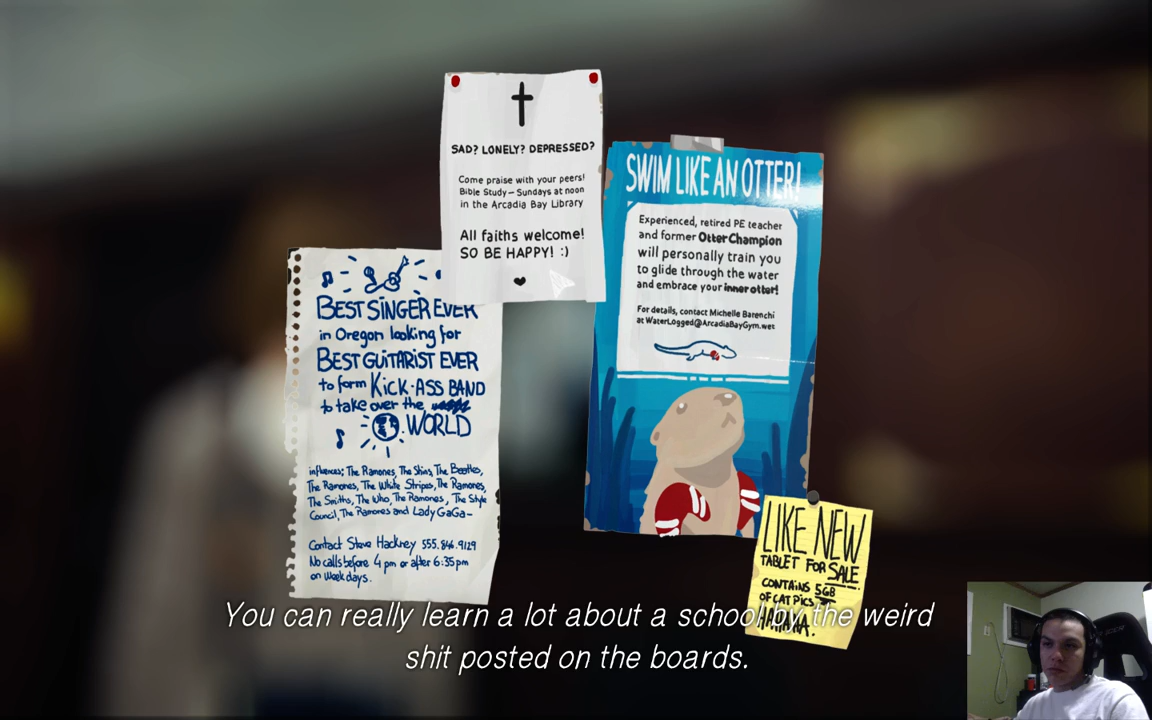 SAD? LONELY? DEPRESSED?
Come praise with your peers!
Bible Study - Sundays at noon
in the Arcadia Bay Library
All faiths welcome!
SO BE HAPPY! :)
SWIM LIKE AN OTTER!
Experienced, retired PE teacher
and former Otter Champion
will personally train you
to glide through the water
and embrace your inner otter!
For details, contact Michelle Barenchi
at WaterLogged@ArcadiaBayGym.wet
BEST SINGER EVER
in Oregon looking for
BEST GUITARIST EVER
to form KICK-ASS BAND
to take over the
WORLD
influences: The Ramones, The Shins, The Beatles,
The Ramones, The White Stripes, The Ramones,
The Smiths, The Who, The Ramones, The Style
Council, The Ramones and Lady GaGa-
Contact Steve Hackney 555.846.9129
No calls before 4 pm or after 6:35pm
on weekdays.
LIKE NEW
TABLET FOR SALE
CONTAINS 5GB
OF CAT PICS
HAHAHA.
You can really learn a lot about a school by the weird
shit posted on the boards.